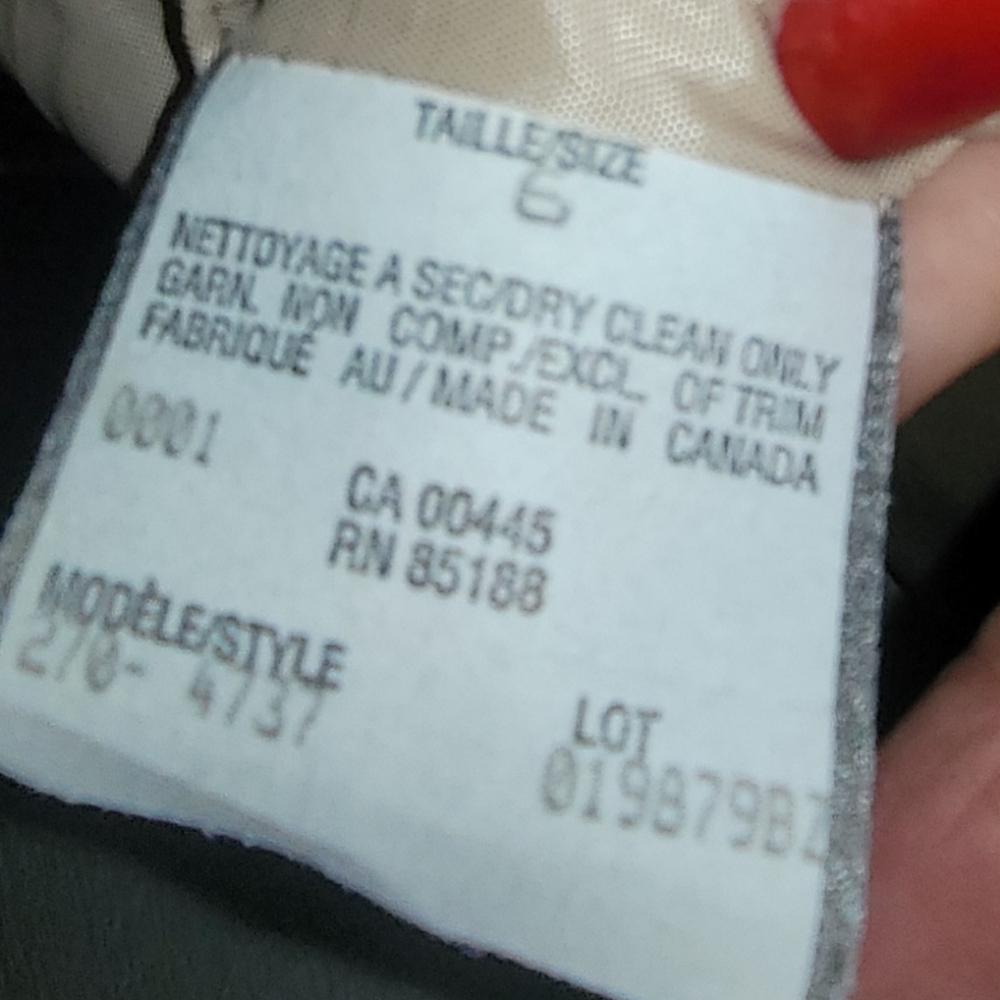 TAILLE/SIZE
6
NETTOYAGE A SEC/DRY CLEAN ONLY
GARN. NON COMP./EXCL. OF TRIM
FABRIQUÉ AU / MADE IN CANADA
0001
CA 00445
RN 85188
MODÈLE/STYLE
270- 4737
LOT